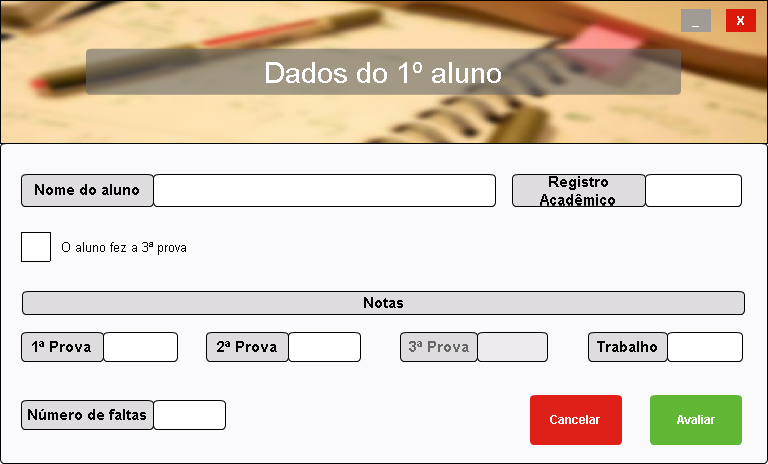 _ X
Dados do 1º aluno
Nome do aluno
Registro
Acadêmico
O aluno fez a 3ª prova
Notas
1ª Prova
2ª Prova
3ª Prova
Trabalho
Número de faltas
Cancelar
Avaliar